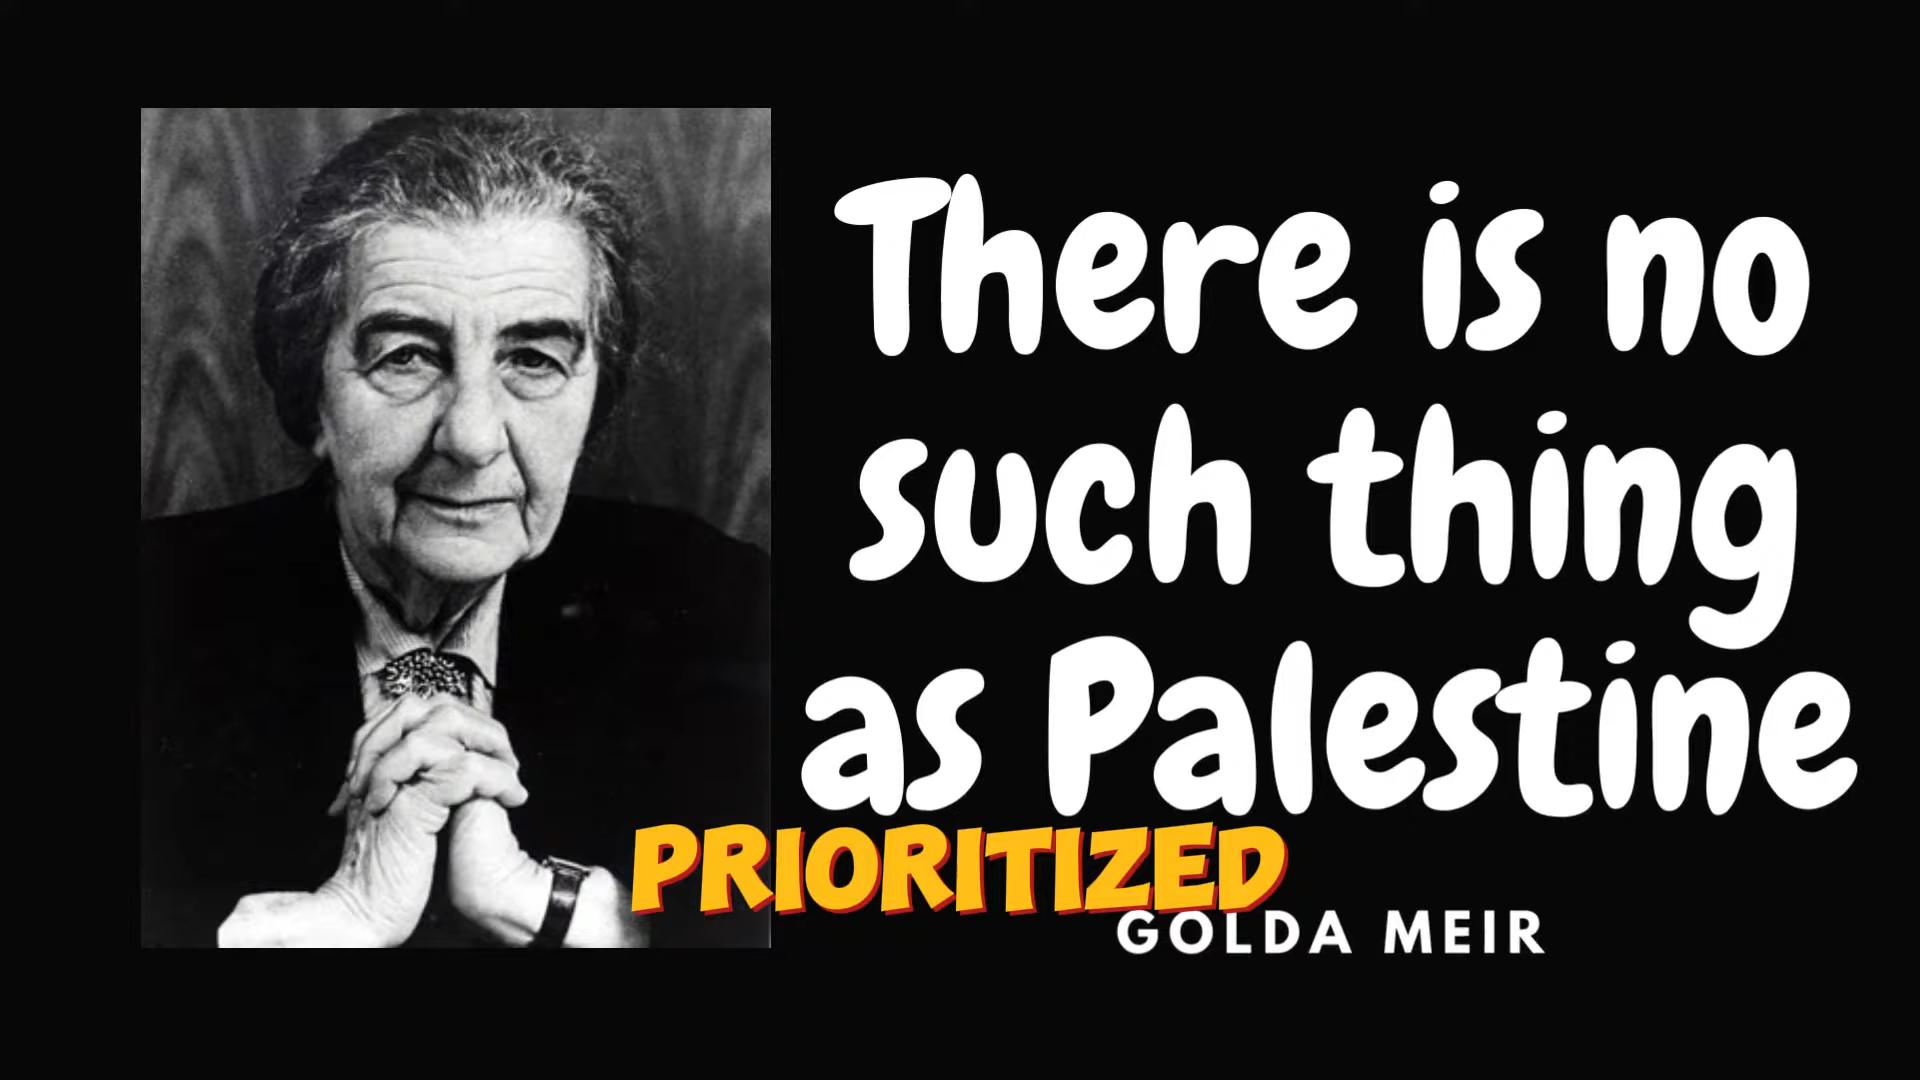 There is no
such thing
as Palestine
PRIORITIZED
GOLDA MEIR